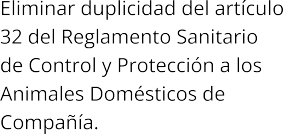 Eliminar duplicidad del artículo
32 del Reglamento Sanitario
de Control y Protección a los
Animales Domésticos de
Compañía.